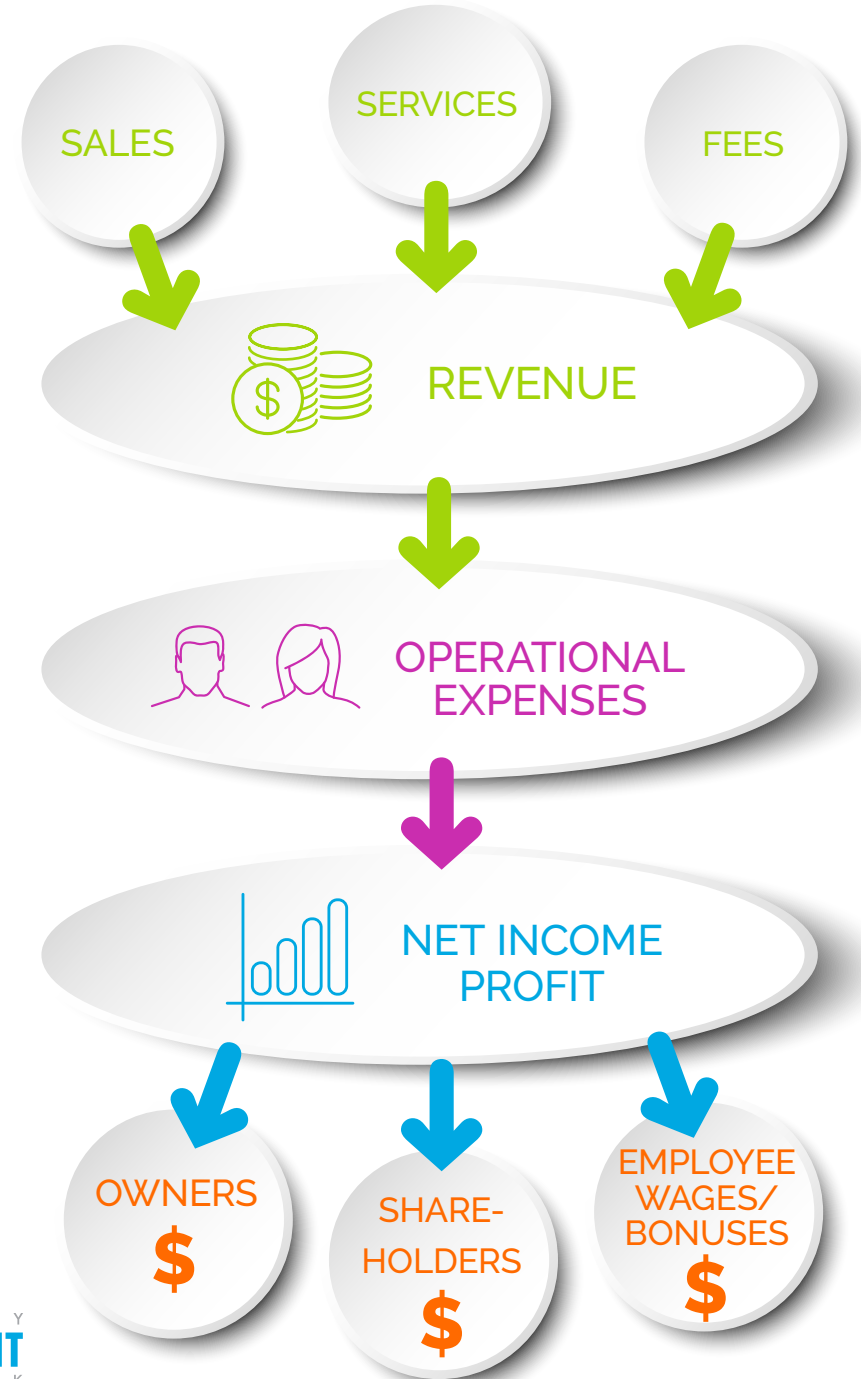 SERVICES
SALES
FEES
$
REVENUE
OPERATIONAL
EXPENSES
NET INCOME
PROFIT
OWNERS
$
SHARE-
HOLDERS
$
EMPLOYEE
WAGES/
BONUSES
$
Y